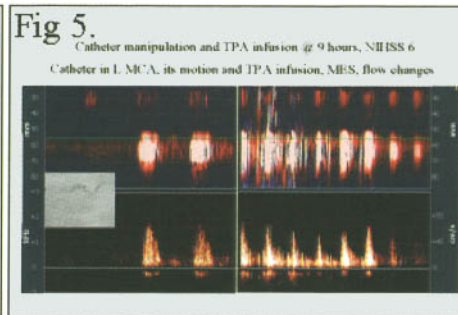 Fig 5.
Catheter manipulation and TPA infusion @ 9 hours, NIHSS 6
Catheter in L MCA, its motion and TPA infusion, MES, flow changes